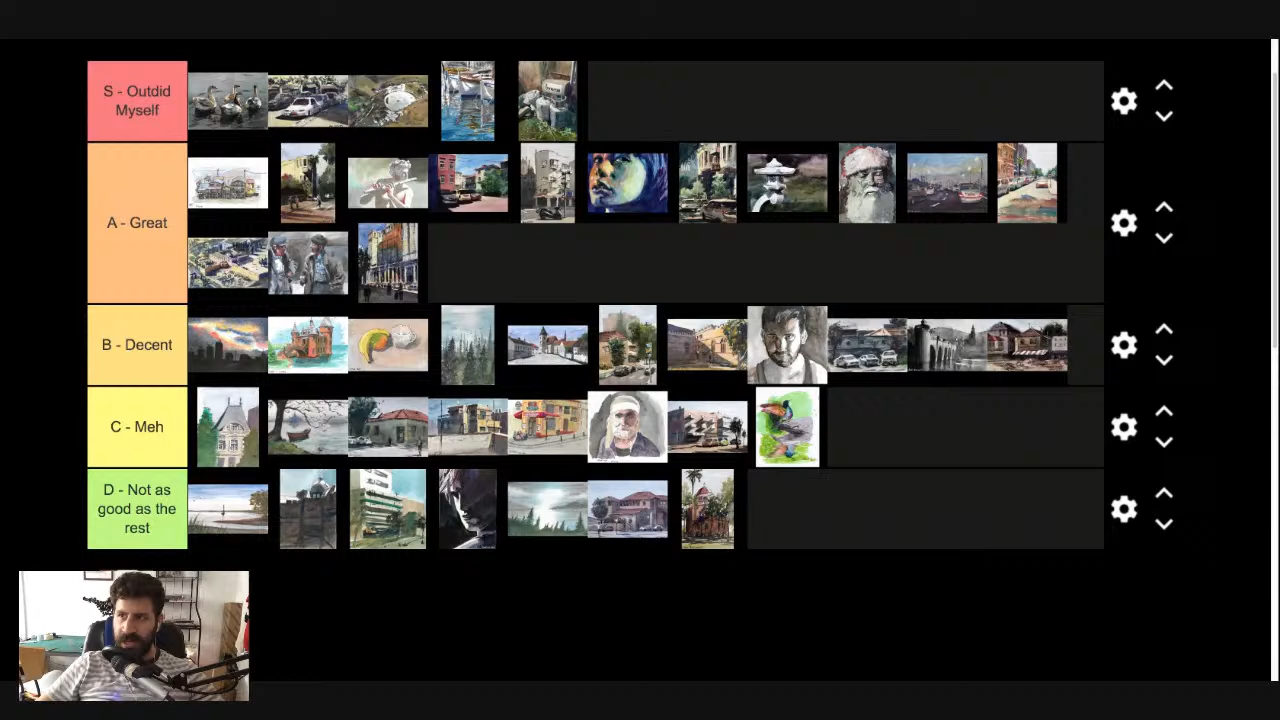 S - Outdid
Myself
A - Great
B - Decent
C - Meh
D - Not as
good as the
rest